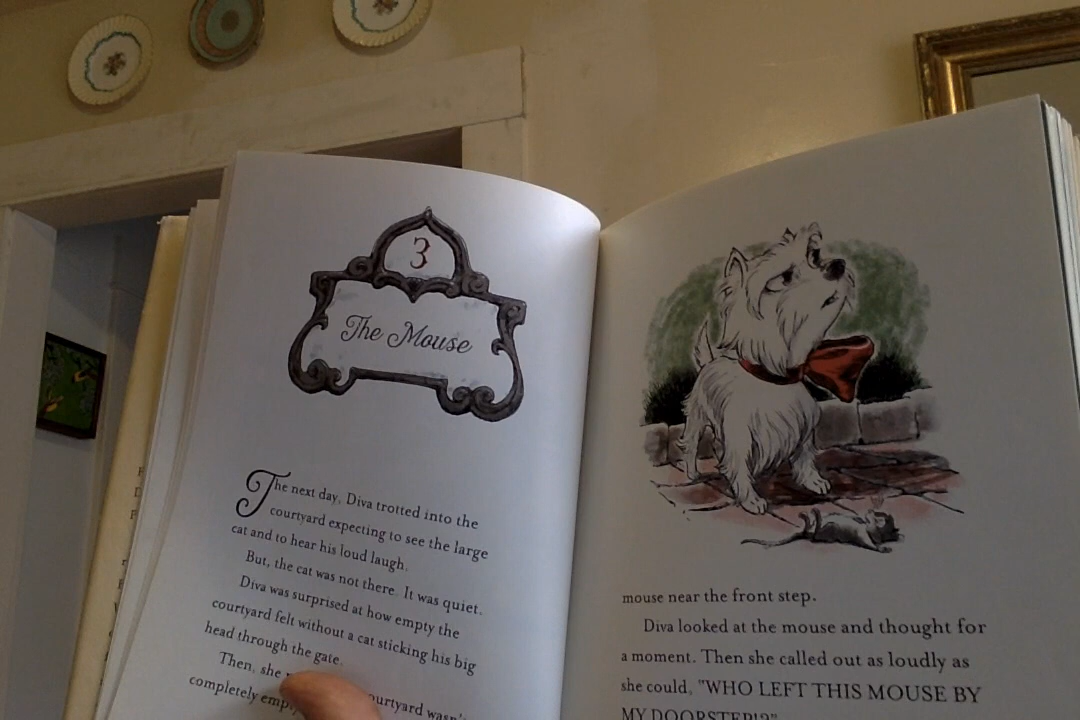 3
The Mouse
The next day, Diva trotted into the
courtyard expecting to see the large
cat and to hear his loud laugh.
But, the cat was not there. It was quiet.
Diva was surprised at how empty the
courtyard felt without a cat sticking his big
head through the gate.
Then, she
completely
mouse near the front step.
Diva looked at the mouse and thought for
a moment. Then she called out as loudly as
she could, "WHO LEFT THIS MOUSE BY
MY DOORSTEP!?"